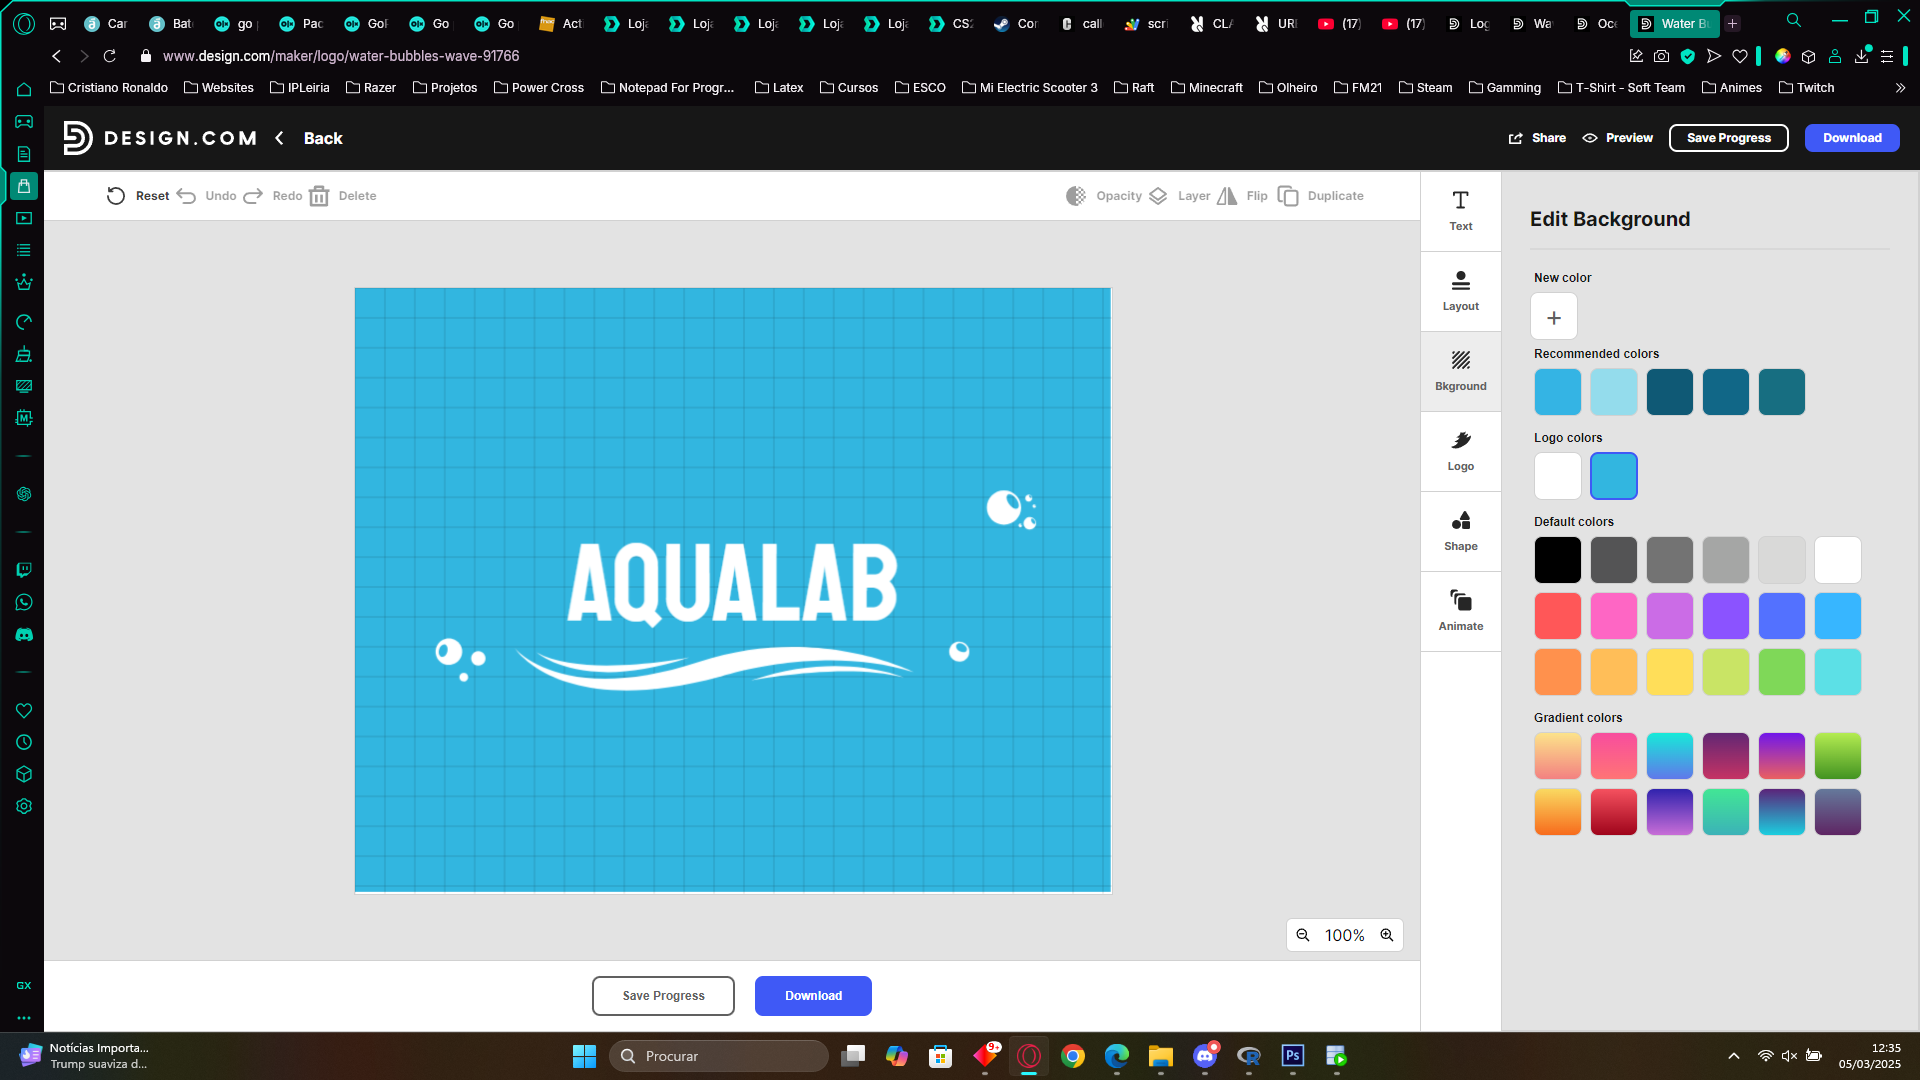 Car
Bat
go
Pac
GoF
Go
Go
Act
Loja
Loja
Loja
Loja
Loja
CS2
Cor
call
scri
CLA
URI
(17)
(17)
Log
Wa
Oce
Water Bu
www.design.com/maker/logo/water-bubbles-wave-91766
Cristiano Ronaldo
Websites
IPLeiria
Razer
Projetos
Power Cross
Notepad For Progr...
Latex
Cursos
ESCO
Mi Electric Scooter 3
Raft
Minecraft
Olheiro
FM21
Steam
Gamming
T-Shirt - Soft Team
Animes
Twitch
DESIGN.COM
Back
Share
Preview
Save Progress
Download
Reset
Undo
Redo
Delete
Opacity
Layer
Flip
Duplicate
Text
Layout
Bkground
Logo
Shape
Animate
Edit Background
New color
+
Recommended colors
Logo colors
Default colors
Gradient colors
AQUALAB
100%
Save Progress
Download
GX
Notícias Importa...
Trump suaviza d...
Procurar
9+
Ps
12:35
05/03/2025